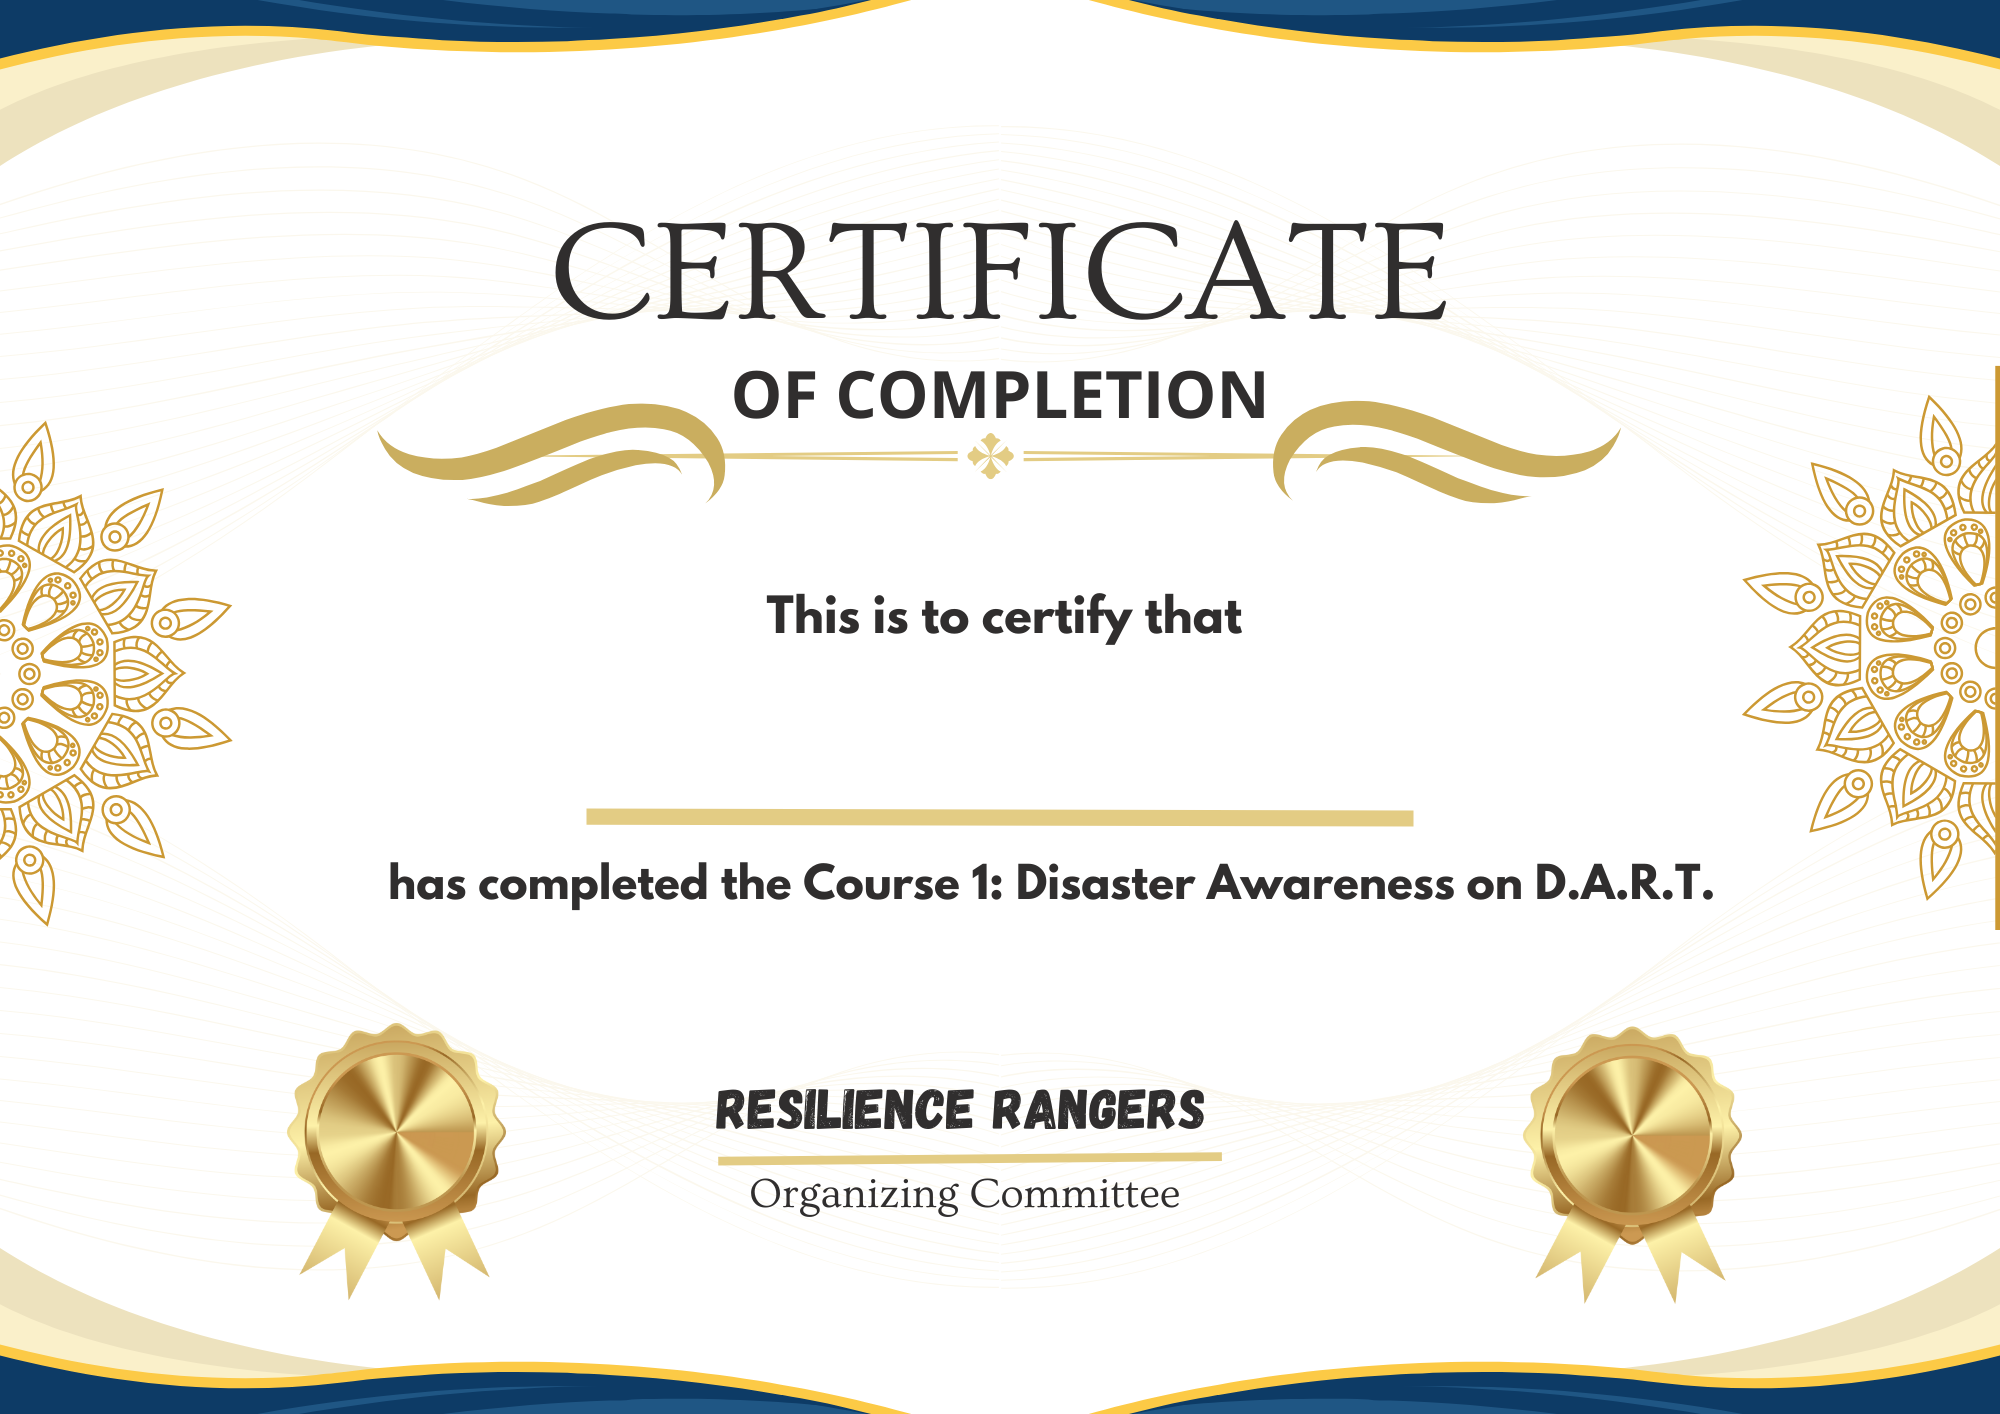 CERTIFICATE
OF COMPLETION
This is to certify that
has completed the Course 1: Disaster Awareness on D.A.R.T.
RESILIENCE RANGERS
Organizing Committee